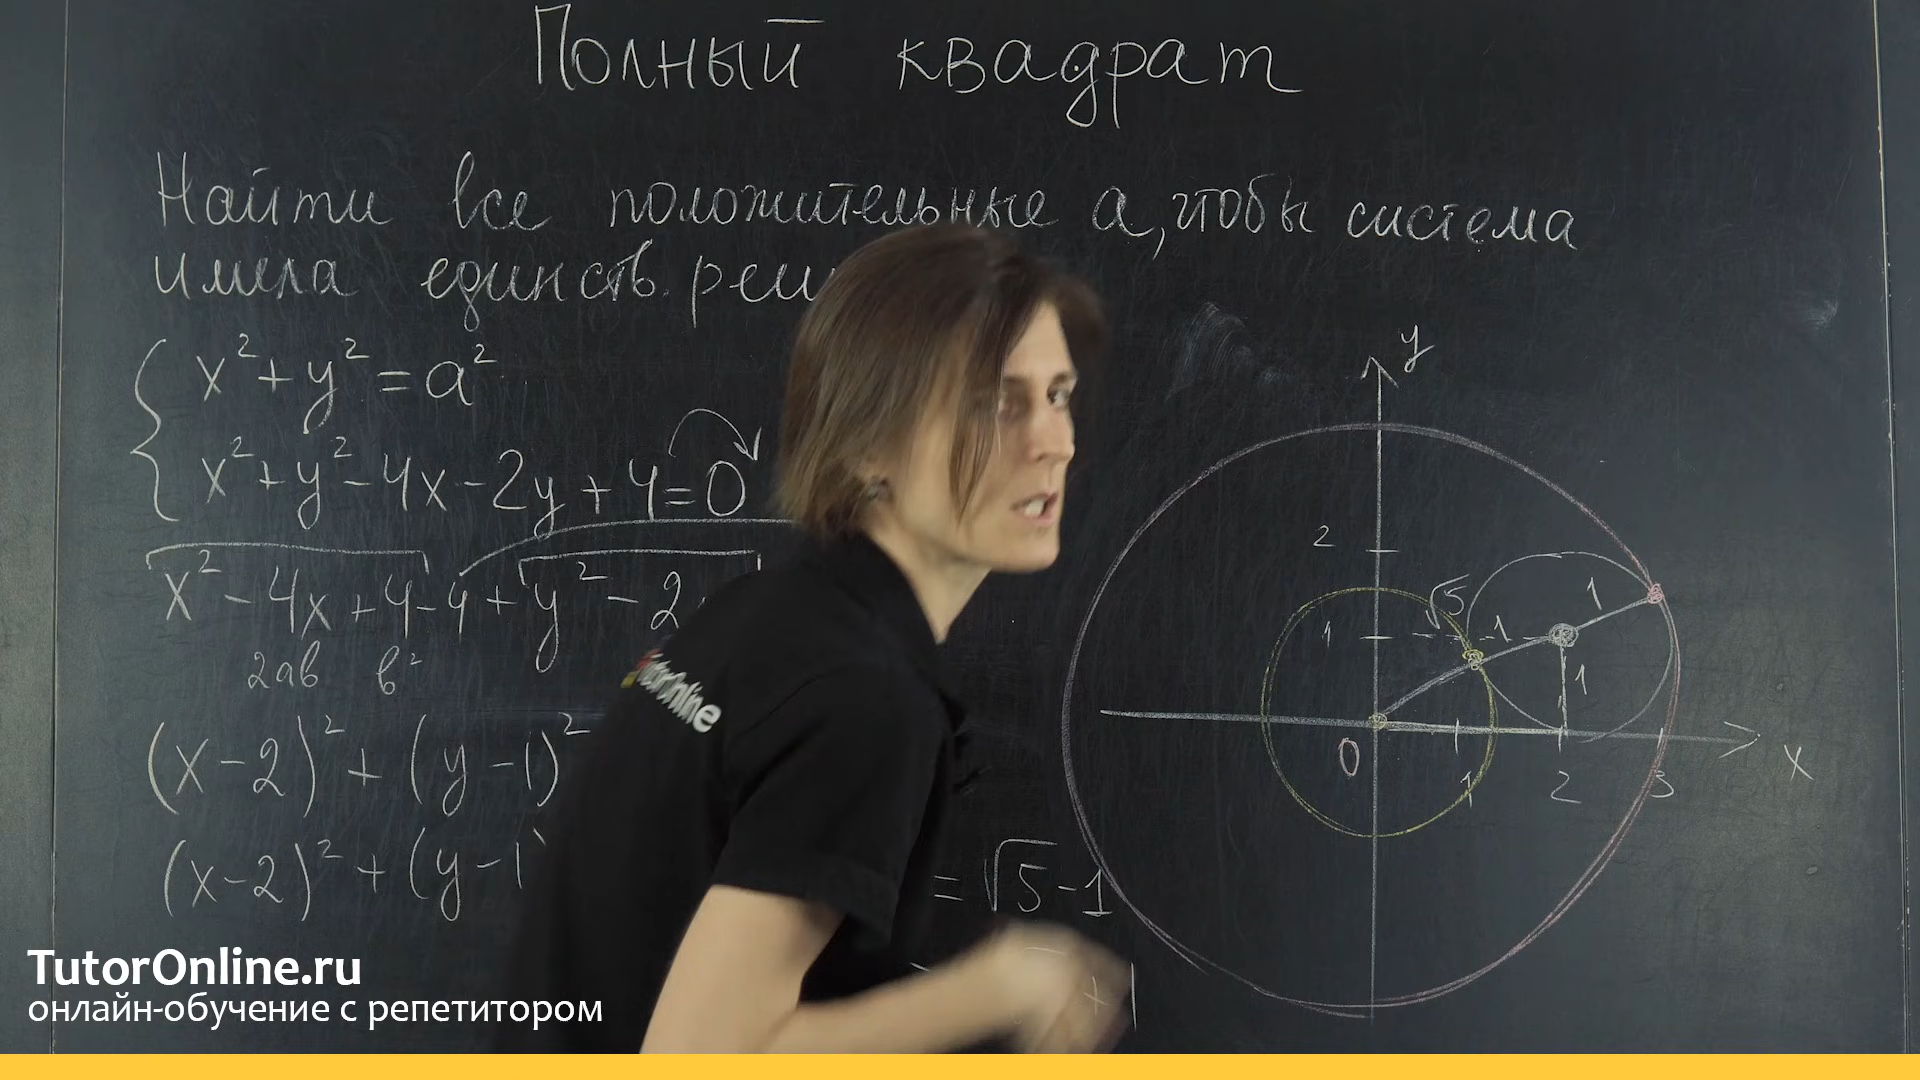 Полный квадрат
Найти все положительные а, чтобы система
имела единств. реш
x² + y² = a²
x² + y² - 4x - 2y + 4 = 0
x² - 4x + 4 - 4 + y² - 2
2ab b²
(x-2)² + (y-1)²
(x-2)² + (y-1)
= √5 - 1
+ 1
y
2
1
√5
1
1
1
0
1
2
3
x
TutorOnline
TutorOnline.ru
онлайн-обучение с репетитором